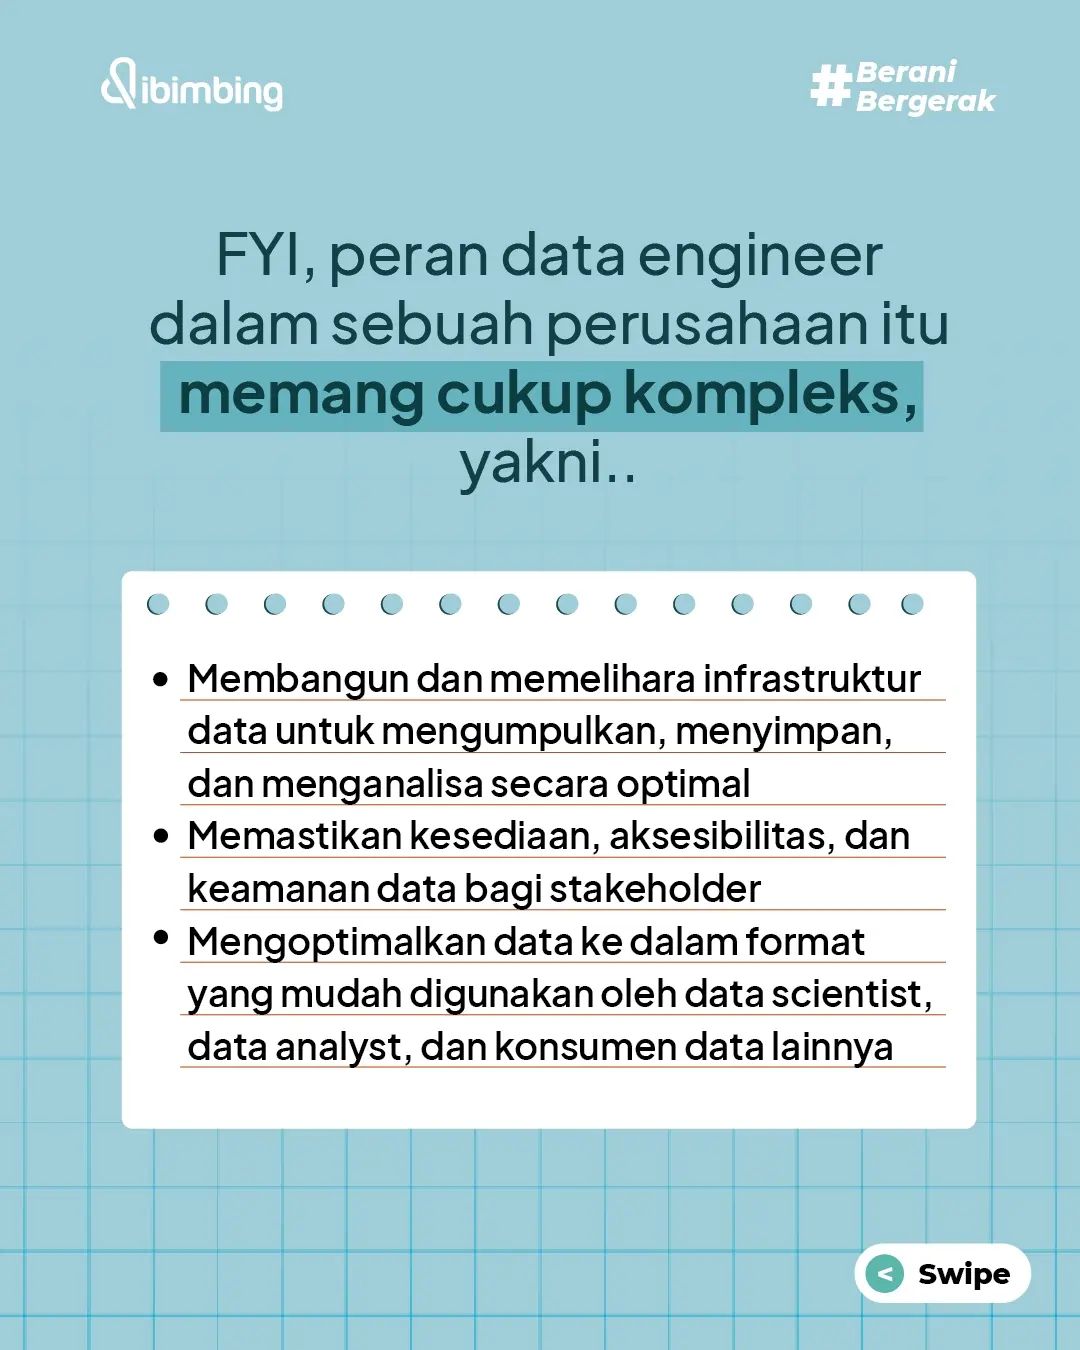 dibimbing
#Berani
Bergerak
FYI, peran data engineer
dalam sebuah perusahaan itu
memang cukup kompleks,
yakni..
• Membangun dan memelihara infrastruktur
data untuk mengumpulkan, menyimpan,
dan menganalisa secara optimal
• Memastikan kesediaan, aksesibilitas, dan
keamanan data bagi stakeholder
• Mengoptimalkan data ke dalam format
yang mudah digunakan oleh data scientist,
data analyst, dan konsumen data lainnya
< Swipe